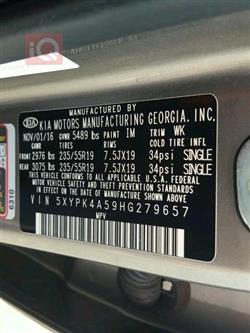 IQ
MANUFACTURED BY
KIA KIA MOTORS MANUFACTURING GEORGIA, INC.
NOV/01/16 GVWR 5489 lbs PAINT IM TRIM WK
GAWR TIRES RIMS COLD TIRE INFL.
FRONT 2976 lbs 235/55R19 7.5JX19 34psi SINGLE
REAR 3075 lbs 235/55R19 7.5JX19 34psi SINGLE
THIS VEHICLE CONFORMS TO ALL APPLICABLE U.S.
FEDERAL MOTOR VEHICLE SAFETY STANDARDS
IN EFFECT ON THE DATE OF MANUFACTURE SHOWN ABOVE.
VIN 5XYPK4A59HG279657
MPV
6310